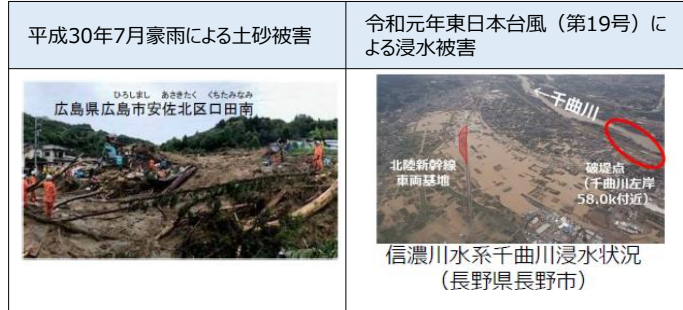 平成30年7月豪雨による土砂被害
令和元年東日本台風（第19号）に
よる浸水被害
ひろしまし あさきたく くちたみなみ
広島県広島市安佐北区口田南
←千曲川
北陸新幹線
車両基地
破堤点
（千曲川左岸
58.0k付近）
信濃川水系千曲川浸水状況
（長野県長野市）